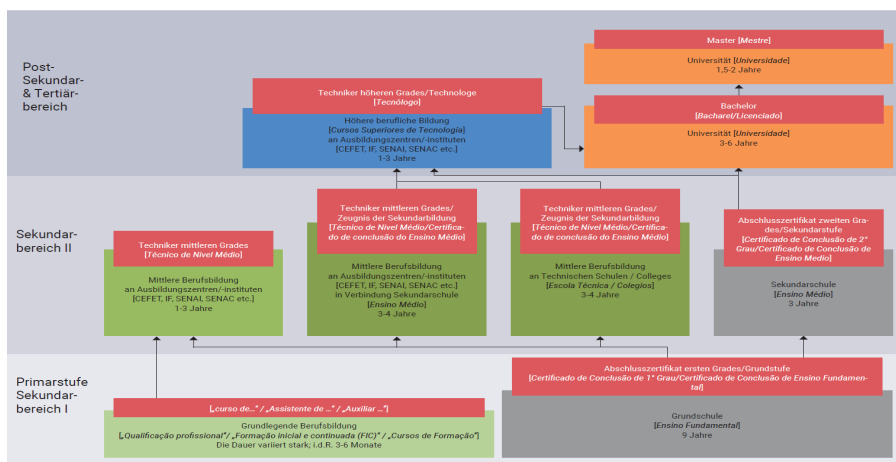 Post-
Sekundar-
& Tertiär-
bereich
Master [Mestre]
Universität [Universidade]
1,5-2 Jahre
Techniker höheren Grades/Technologe
[Tecnólogo]
Höhere berufliche Bildung
[Cursos Superiores de Tecnologia]
an Ausbildungszentren/-instituten
[CEFET, IF, SENAI, SENAC etc.]
1-3 Jahre
Bachelor
[Bacharel/Licenciado]
Universität [Universidade]
3-6 Jahre
Sekundar-
bereich II
Techniker mittleren Grades
[Técnico de Nivel Médio]
Mittlere Berufsbildung
an Ausbildungszentren/-instituten
[CEFET, IF, SENAI, SENAC etc.]
1-3 Jahre
Techniker mittleren Grades/
Zeugnis der Sekundarbildung
[Técnico de Nivel Médio/Certifica-
do de conclusão do Ensino Médio]
Mittlere Berufsbildung
an Ausbildungszentren/-instituten
[CEFET, IF, SENAI, SENAC etc.]
in Verbindung Sekundarschule
[Ensino Médio]
3-4 Jahre
Techniker mittleren Grades/
Zeugnis der Sekundarbildung
[Técnico de Nivel Médio/Certifica-
do de conclusão do Ensino Médio]
Mittlere Berufsbildung
an Technischen Schulen / Colleges
[Escola Técnica / Colegios]
3-4 Jahre
Abschlusszertifikat zweiten Gra-
des/Sekundarstufe
[Certificado de Conclusão de 2°
Grau/Certificado de Conclusão de
Ensino Medio]
Sekundarschule
[Ensino Médio]
3 Jahre
Primarstufe
Sekundar-
bereich I
[„curso de...“ / „Assistente de ...“ / „Auxiliar ...“]
Grundlegende Berufsbildung
[„Qualificação profissional“/ „Formação inicial e continuada (FIC)“ / „Cursos de Formação“]
Die Dauer variiert stark; i.d.R. 3-6 Monate
Abschlusszertifikat ersten Grades/Grundstufe
[Certificado de Conclusão de 1° Grau/Certificado de Conclusão de Ensino Fundamen-
tal]
Grundschule
[Ensino Fundamental]
9 Jahre